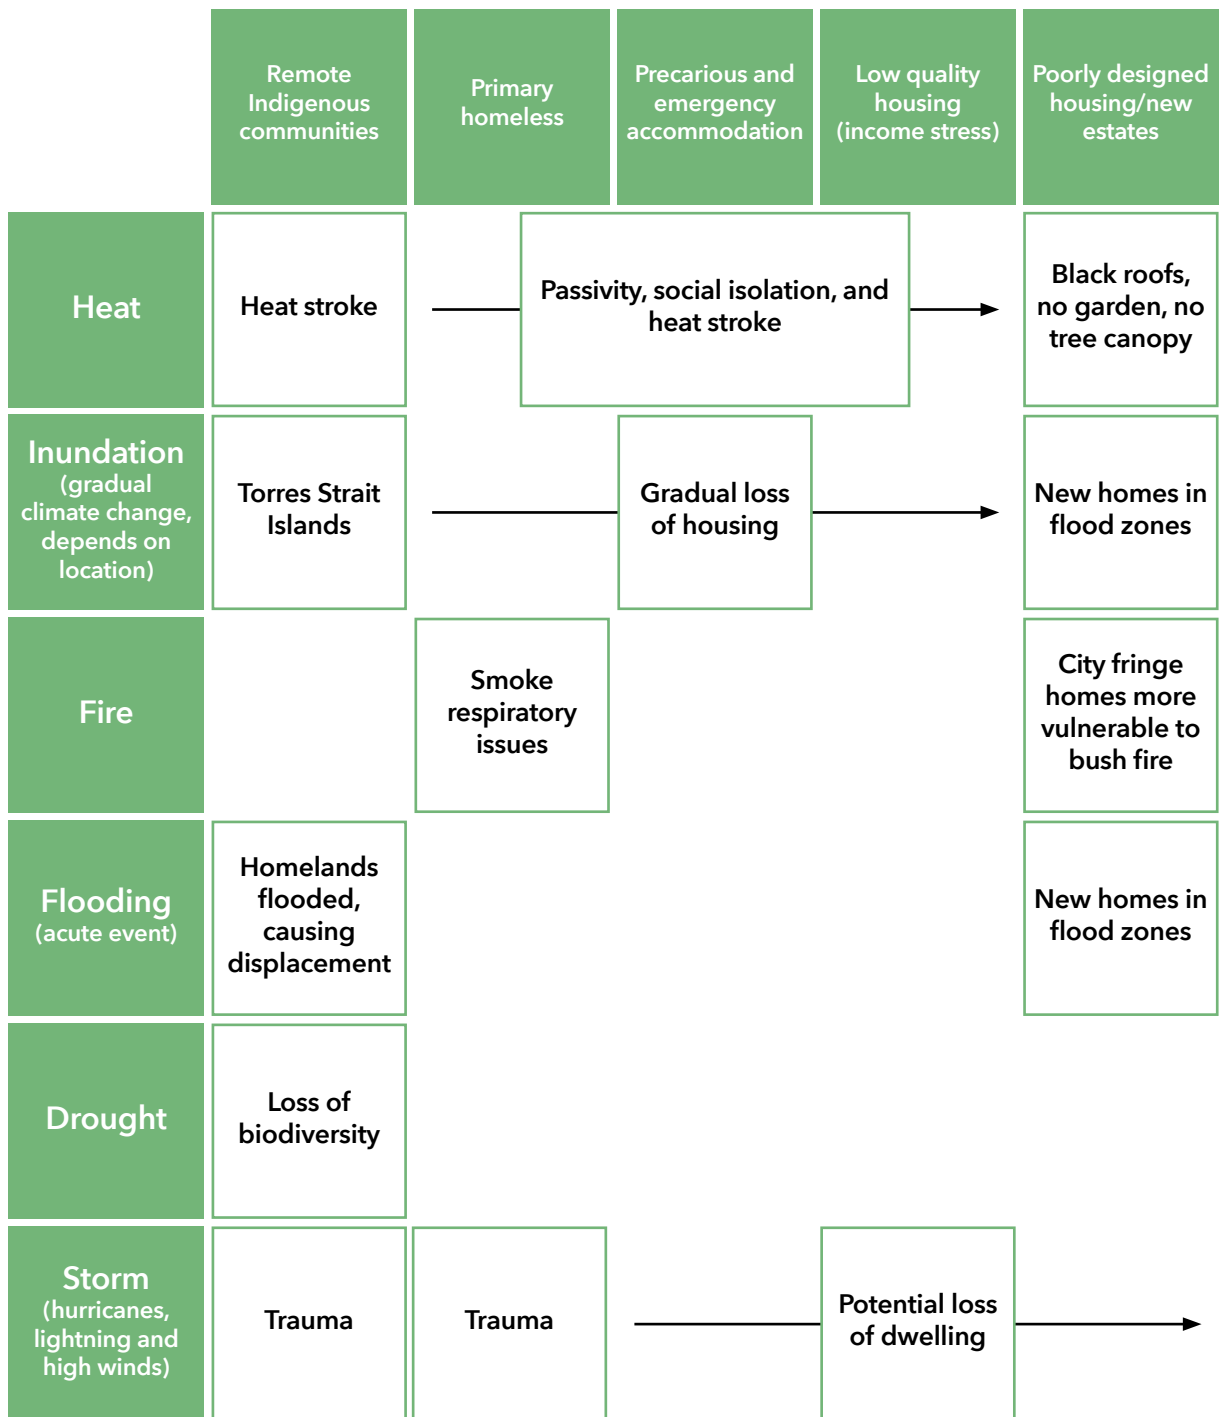 Remote
Indigenous
communities
Primary
homeless
Precarious and
emergency
accommodation
Low quality
housing
(income stress)
Poorly designed
housing/new
estates
Heat
Heat stroke
Passivity, social isolation, and
heat stroke
Black roofs,
no garden, no
tree canopy
Inundation
(gradual
climate change,
depends on
location)
Torres Strait
Islands
Gradual loss
of housing
New homes in
flood zones
Fire
Smoke
respiratory
issues
City fringe
homes more
vulnerable to
bush fire
Flooding
(acute event)
Homelands
flooded,
causing
displacement
New homes in
flood zones
Drought
Loss of
biodiversity
Storm
(hurricanes,
lightning and
high winds)
Trauma
Trauma
Potential loss
of dwelling